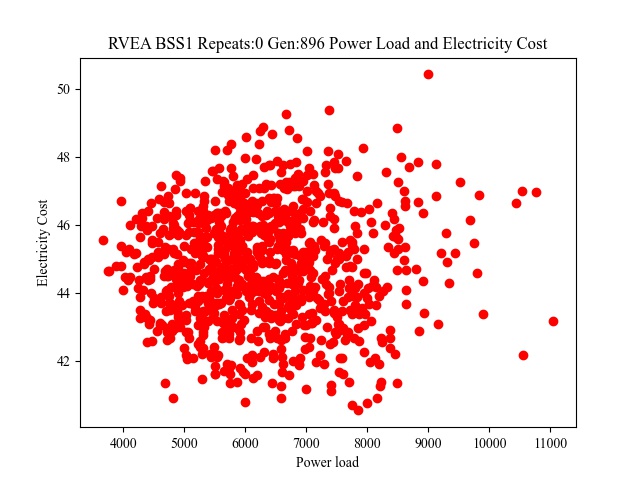 RVEA BSS1 Repeats:0 Gen:896 Power Load and Electricity Cost
50
48
46
44
42
Electricity Cost
4000 5000 6000 7000 8000 9000 10000 11000
Power load